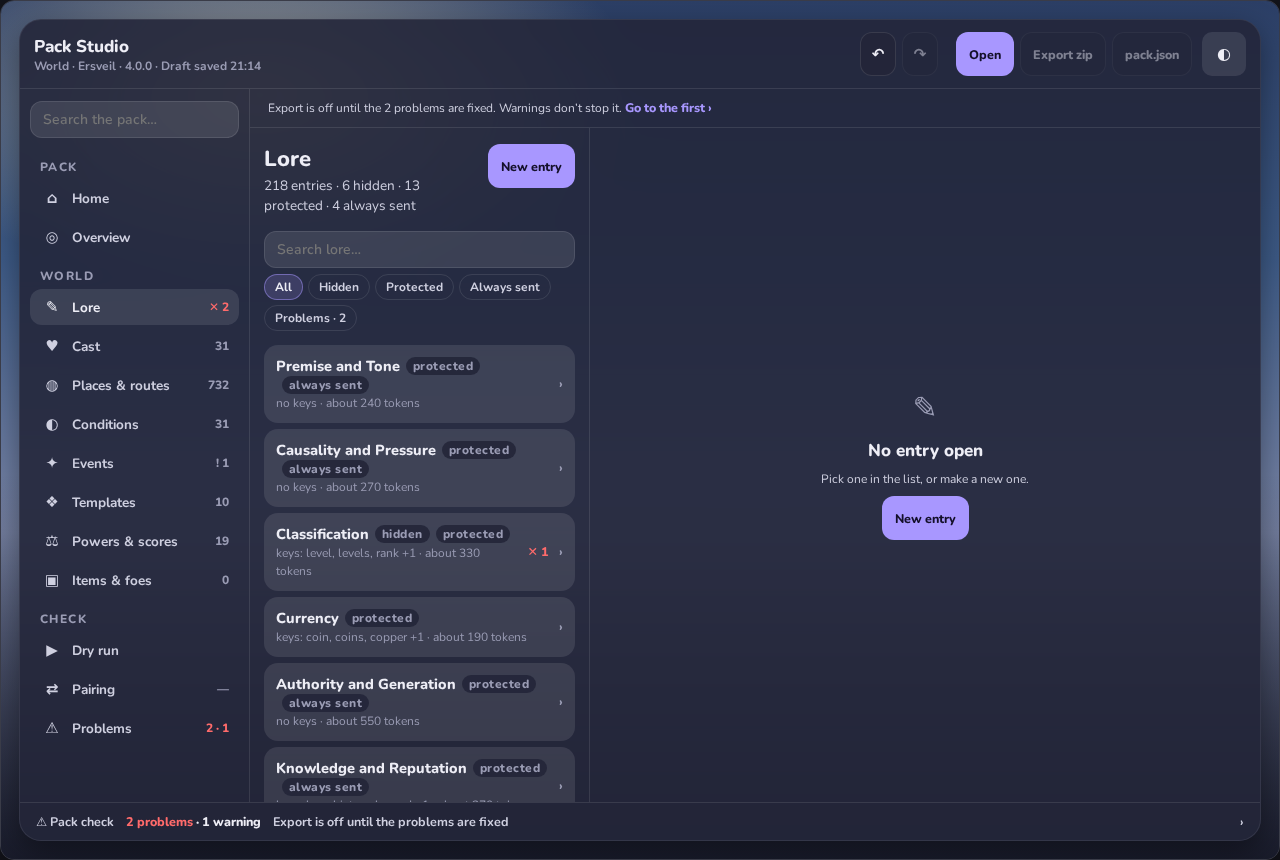 Pack Studio
World · Ersveil · 4.0.0 · Draft saved 21:14
Open
Export zip
pack.json
Search the pack...
PACK
Home
Overview
WORLD
Lore × 2
Cast 31
Places & routes 732
Conditions 31
Events ! 1
Templates 10
Powers & scores 19
Items & foes 0
CHECK
Dry run
Pairing —
Problems 2 · 1
Export is off until the 2 problems are fixed. Warnings don't stop it. Go to the first ›
Lore
New entry
218 entries · 6 hidden · 13
protected · 4 always sent
Search lore...
All Hidden Protected Always sent
Problems · 2
Premise and Tone protected
always sent
no keys · about 240 tokens
Causality and Pressure protected
always sent
no keys · about 270 tokens
Classification hidden protected
keys: level, levels, rank +1 · about 330
tokens
× 1
Currency protected
keys: coin, coins, copper +1 · about 190 tokens
Authority and Generation protected
always sent
no keys · about 550 tokens
Knowledge and Reputation protected
always sent
No entry open
Pick one in the list, or make a new one.
New entry
⚠ Pack check 2 problems · 1 warning Export is off until the problems are fixed